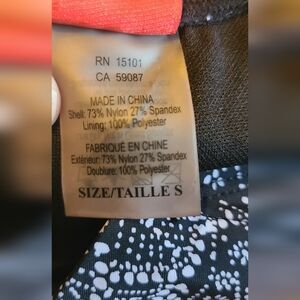 RN 15101
CA 59087
MADE IN CHINA
Shell: 73% Nylon 27% Spandex
Lining: 100% Polyester
FABRIQUÉ EN CHINE
Extérieur: 73% Nylon 27% Spandex
Doublure: 100% Polyester
SIZE/TAILLE S